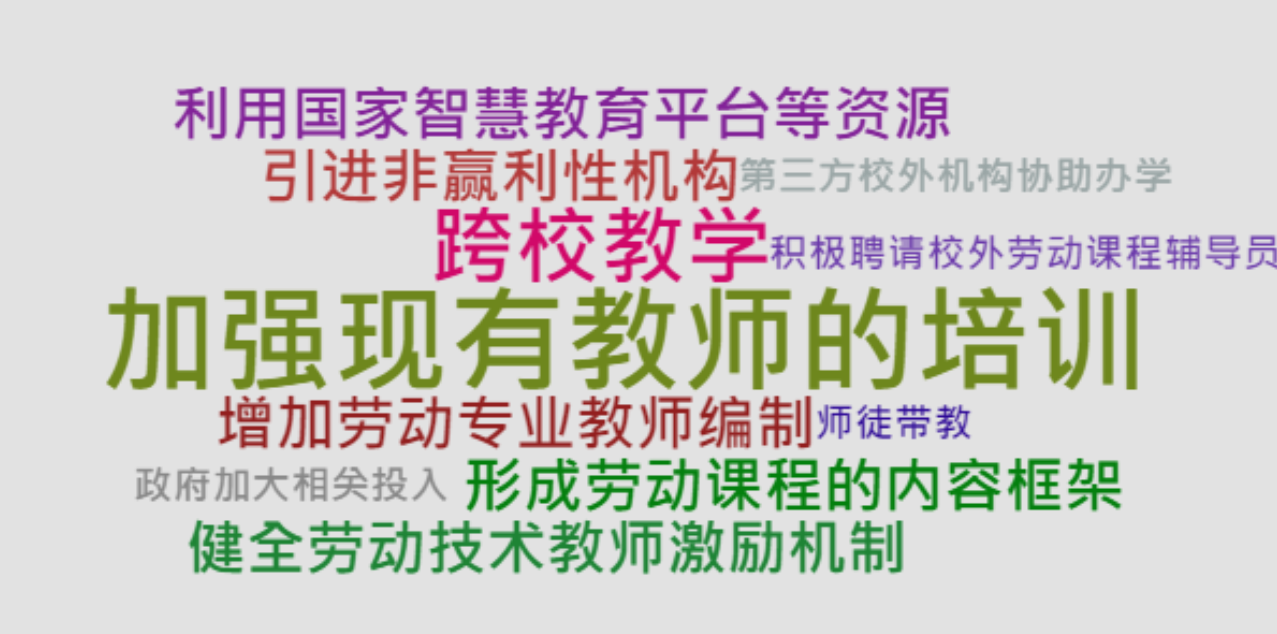 利用国家智慧教育平台等资源
引进非赢利性机构 第三方校外机构协助办学
跨校教学 积极聘请校外劳动课程辅导员
加强现有教师的培训
增加劳动专业教师编制 师徒带教
政府加大相关投入 形成劳动课程的内容框架
健全劳动技术教师激励机制